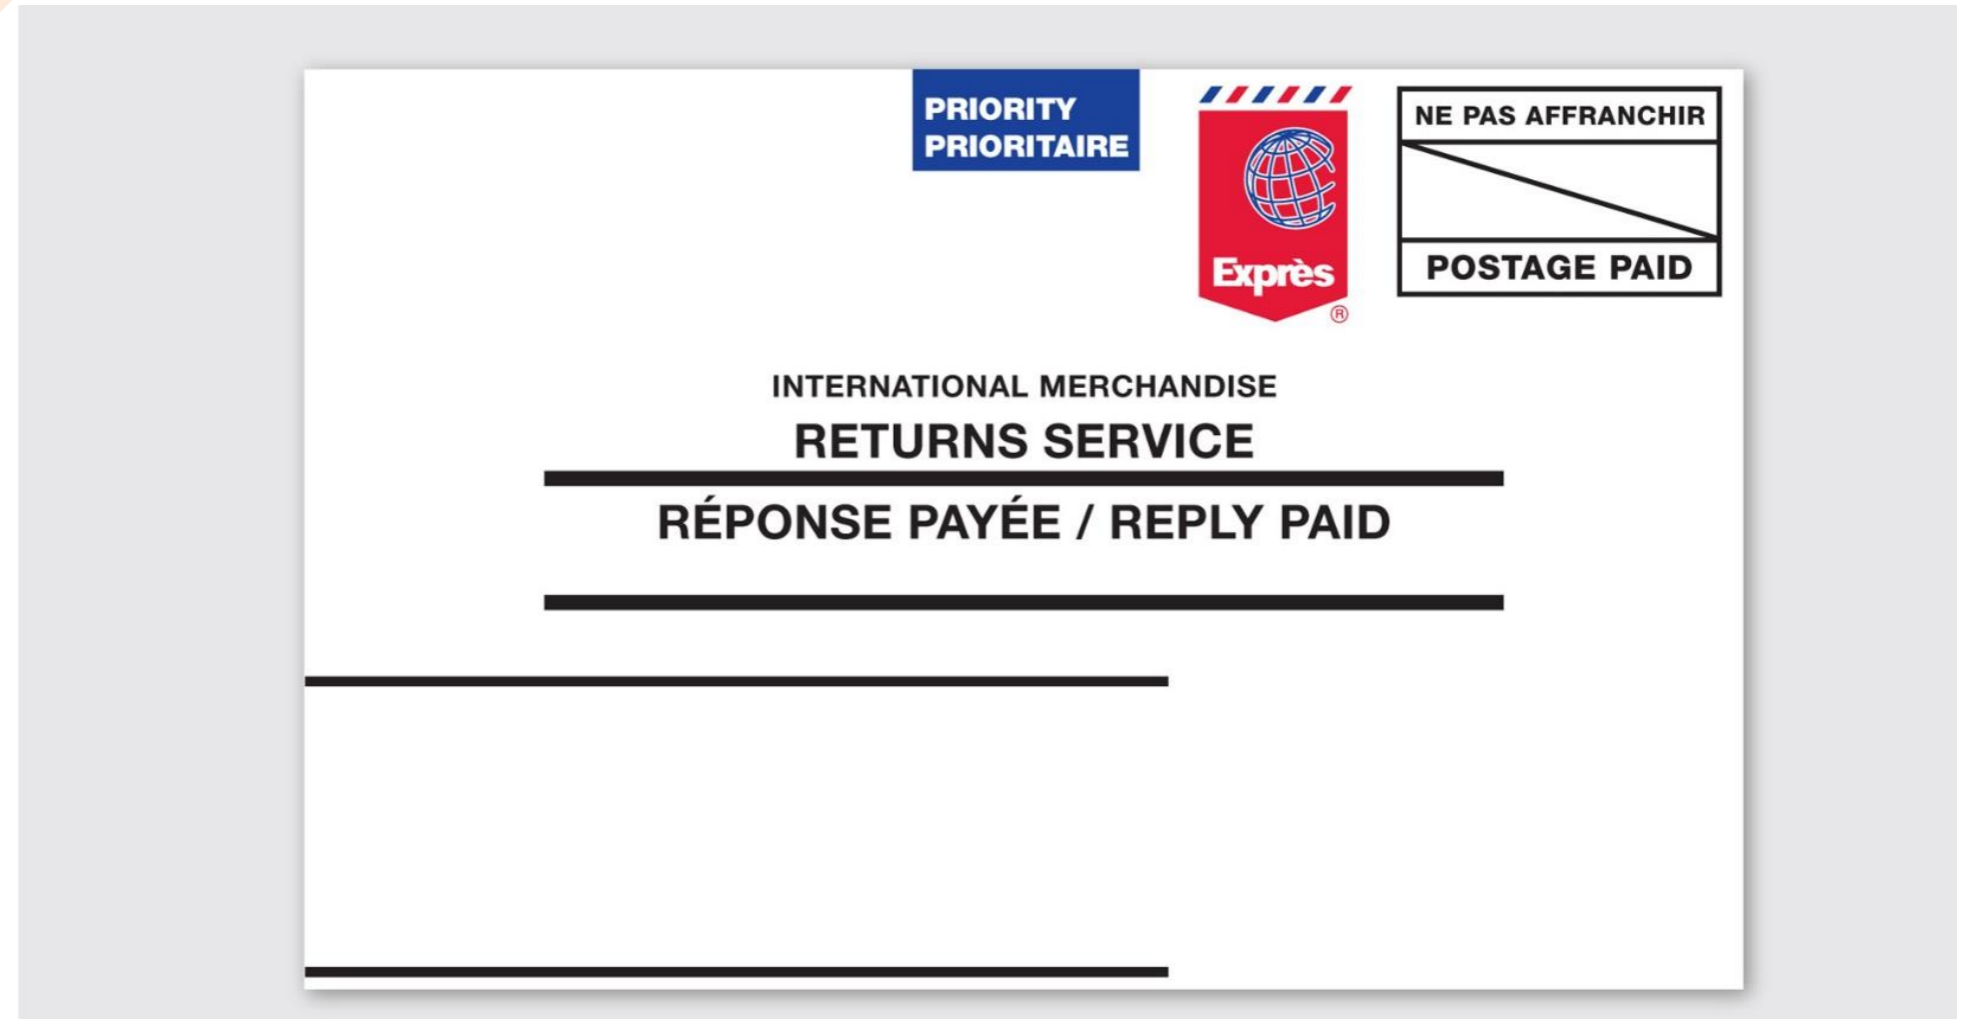 PRIORITY
PRIORITAIRE
Exprès
®
NE PAS AFFRANCHIR
POSTAGE PAID
INTERNATIONAL MERCHANDISE
RETURNS SERVICE
RÉPONSE PAYÉE / REPLY PAID